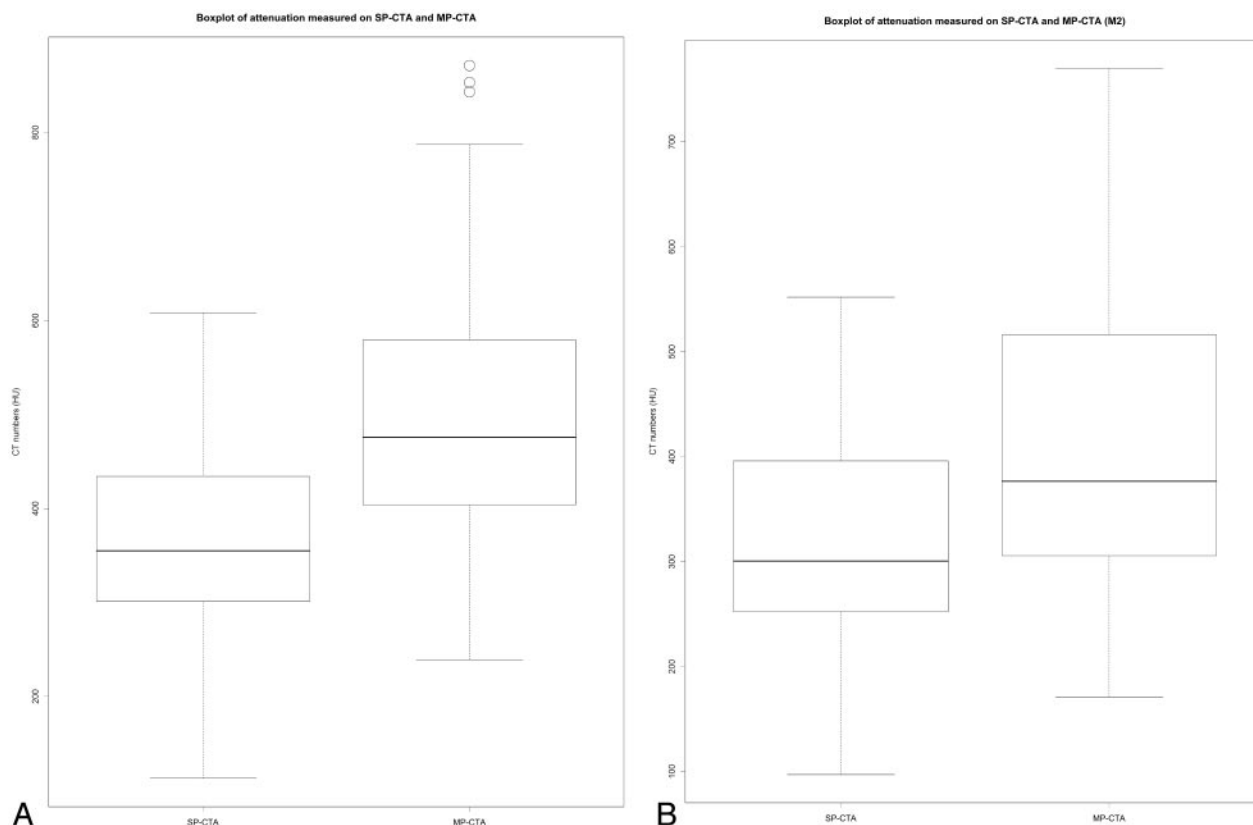 Boxplot of attenuation measured on SP-CTA and MP-CTA
CT numbers (HU)
800
600
400
200
SP-CTA
MP-CTA
A
Boxplot of attenuation measured on SP-CTA and MP-CTA (M2)
CT numbers (HU)
700
600
500
400
300
200
100
SP-CTA
MP-CTA
B